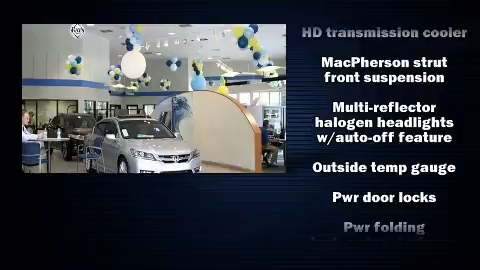 HD transmission cooler
MacPherson strut
front suspension
Multi-reflector
halogen headlights
w/auto-off feature
Outside temp gauge
Pwr door locks
Pwr folding